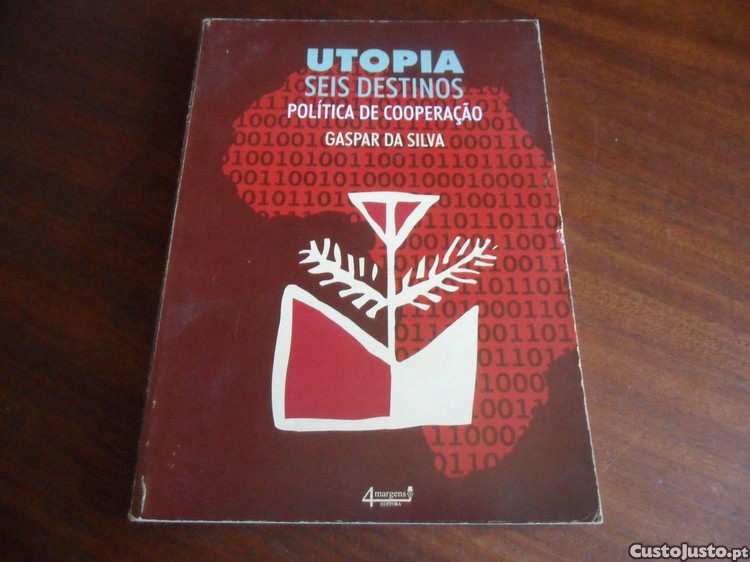 UTOPIA
SEIS DESTINOS
POLÍTICA DE COOPERAÇÃO
GASPAR DA SILVA
4 margens
EDITORA
CustoJusto.pt